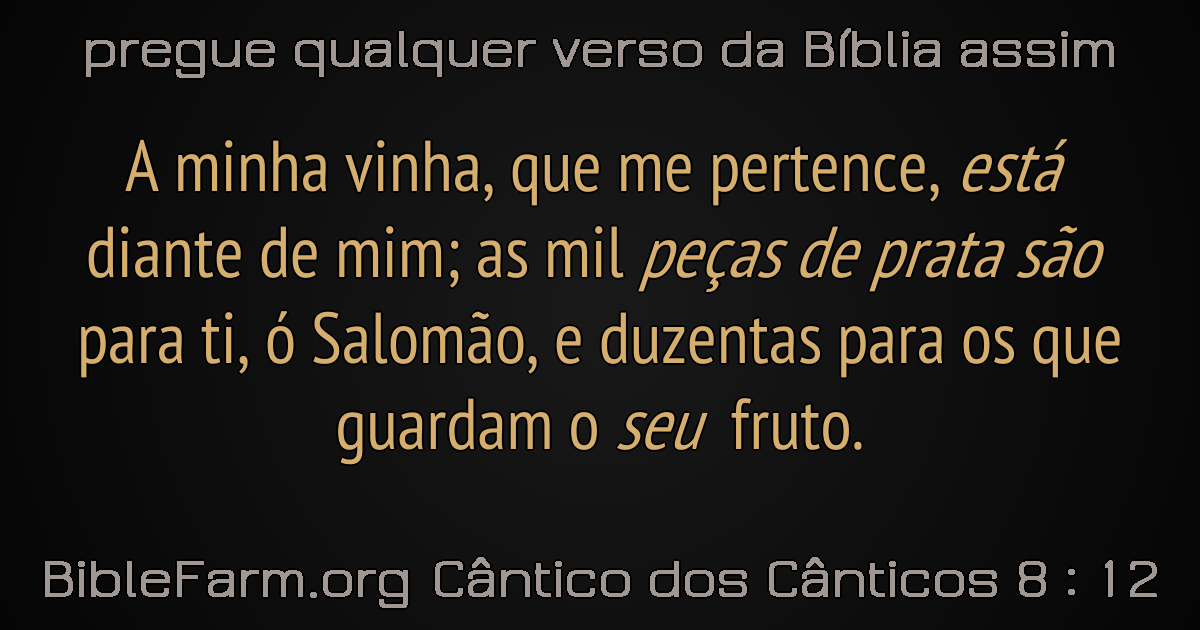 pregue qualquer verso da Bíblia assim
A minha vinha, que me pertence, está
diante de mim; as mil peças de prata são
para ti, ó Salomão, e duzentas para os que
guardam o seu fruto.
BibleFarm.org Cântico dos Cânticos 8 : 12